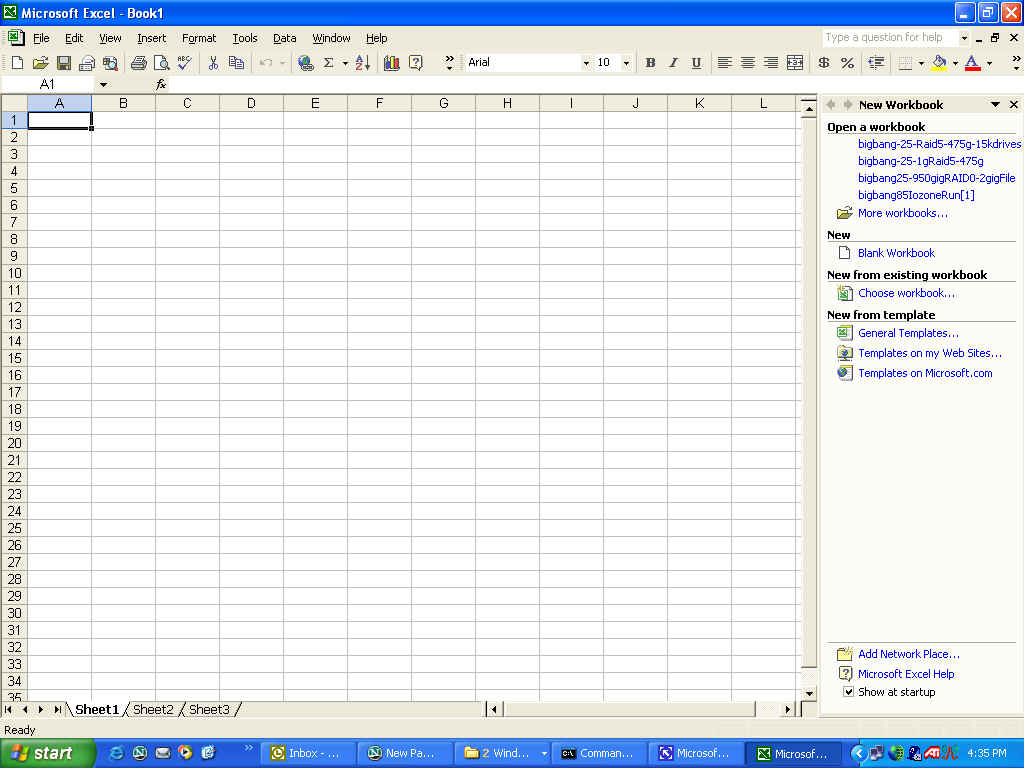 Microsoft Excel - Book1
File Edit View Insert Format Tools Data Window Help Type a question for help
Arial 10 B I U $ %
A1 fx
A B C D E F G H I J K L
1
2
3
4
5
6
7
8
9
10
11
12
13
14
15
16
17
18
19
20
21
22
23
24
25
26
27
28
29
30
31
32
33
34
35
New Workbook
Open a workbook
bigbang-25-Raid5-475g-15kdrives
bigbang-25-1gRaid5-475g
bigbang25-950gigRAID0-2gigFile
bigbang85IozoneRun[1]
More workbooks...
New
Blank Workbook
New from existing workbook
Choose workbook...
New from template
General Templates...
Templates on my Web Sites...
Templates on Microsoft.com
Add Network Place...
Microsoft Excel Help
Show at startup
Sheet1 Sheet2 Sheet3
Ready
start Inbox - ... New Pa... 2 Wind... Comman... Microsof... Microsof... 4:35 PM